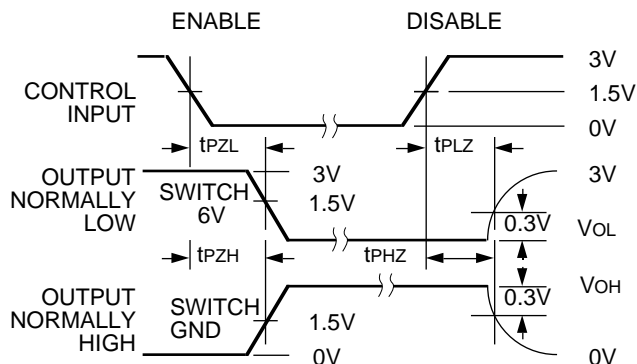 ENABLE DISABLE
3V
CONTROL INPUT
1.5V
0V
tPZL
tPLZ
OUTPUT NORMALLY LOW
SWITCH 6V
3V
1.5V
3V
0.3V
VOL
tPZH
tPHZ
VOH
0.3V
OUTPUT NORMALLY HIGH
SWITCH GND
1.5V
0V
0V